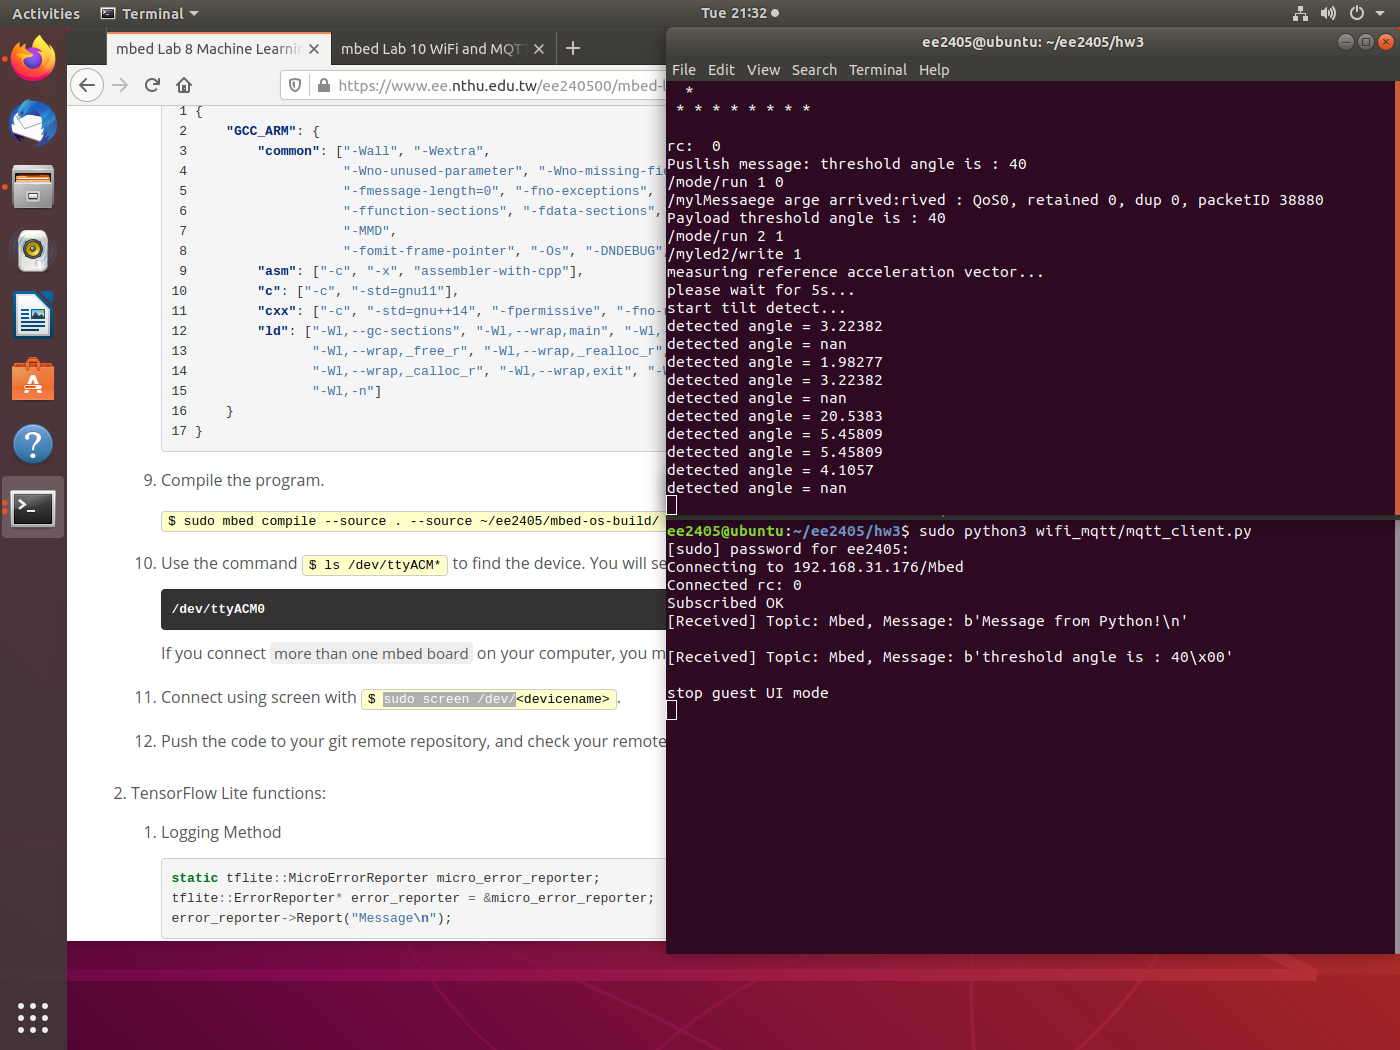 Activities
Terminal
Tue 21:32
mbed Lab 8 Machine Learnin
mbed Lab 10 WiFi and MQT
https://www.ee.nthu.edu.tw/ee240500/mbed-l
1 {
2 "GCC_ARM": {
3 "common": ["-Wall", "-Wextra",
4 "-Wno-unused-parameter", "-Wno-missing-fi
5 "-fmessage-length=0", "-fno-exceptions",
6 "-ffunction-sections", "-fdata-sections",
7 "-MMD",
8 "-fomit-frame-pointer", "-Os", "-DNDEBUG"
9 "asm": ["-c", "-x", "assembler-with-cpp"],
10 "c": ["-c", "-std=gnu11"],
11 "cxx": ["-c", "-std=gnu++14", "-fpermissive", "-fno-
12 "ld": ["-Wl,--gc-sections", "-Wl,--wrap,main", "-Wl,
13 "-Wl,--wrap,_free_r", "-Wl,--wrap,_realloc_r",
14 "-Wl,--wrap,_calloc_r", "-Wl,--wrap,exit", "-W
15 "-Wl,-n"]
16 }
17 }
9. Compile the program.
$ sudo mbed compile --source . --source ~/ee2405/mbed-os-build/
10. Use the command $ ls /dev/ttyACM* to find the device. You will se
/dev/ttyACM0
If you connect more than one mbed board on your computer, you m
11. Connect using screen with $ sudo screen /dev/<devicename> .
12. Push the code to your git remote repository, and check your remote
2. TensorFlow Lite functions:
1. Logging Method
static tflite::MicroErrorReporter micro_error_reporter;
tflite::ErrorReporter* error_reporter = &micro_error_reporter;
error_reporter->Report("Message\n");
ee2405@ubuntu: ~/ee2405/hw3
File Edit View Search Terminal Help
*
* * * * * * * *
rc:  0
Puslish message: threshold angle is : 40
/mode/run 1 0
/mylMessaege arge arrived:rived : QoS0, retained 0, dup 0, packetID 38880
Payload threshold angle is : 40
/mode/run 2 1
/myled2/write 1
measuring reference acceleration vector...
please wait for 5s...
start tilt detect...
detected angle = 3.22382
detected angle = nan
detected angle = 1.98277
detected angle = 3.22382
detected angle = nan
detected angle = 20.5383
detected angle = 5.45809
detected angle = 5.45809
detected angle = 4.1057
detected angle = nan
ee2405@ubuntu:~/ee2405/hw3$ sudo python3 wifi_mqtt/mqtt_client.py
[sudo] password for ee2405:
Connecting to 192.168.31.176/Mbed
Connected rc: 0
Subscribed OK
[Received] Topic: Mbed, Message: b'Message from Python!\n'
[Received] Topic: Mbed, Message: b'threshold angle is : 40\x00'
stop guest UI mode